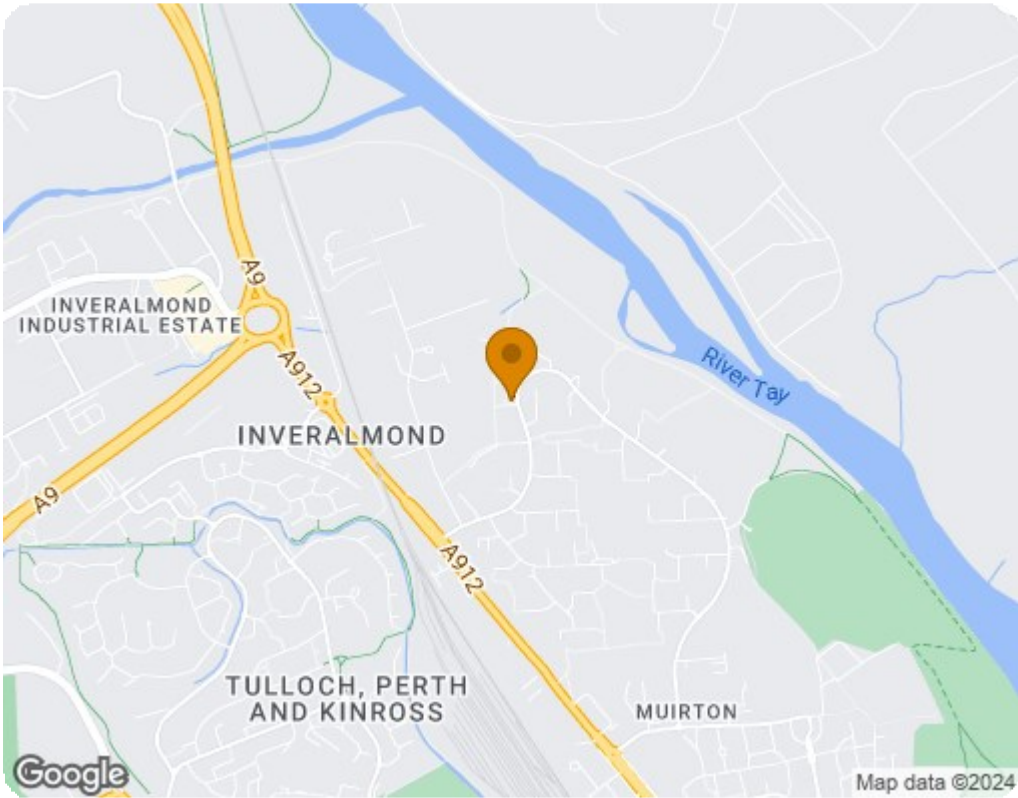 A9
INVERALMOND
INDUSTRIAL ESTATE
A912
River Tay
INVERALMOND
A9
A912
TULLOCH, PERTH
AND KINROSS
MUIRTON
Google
Map data ©2024